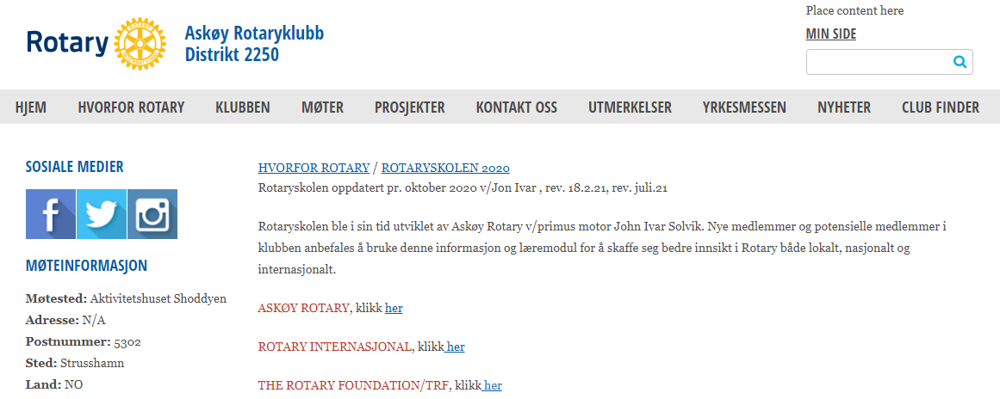 Place content here
Rotary
ROTARY
INTERNATIONAL
Askøy Rotaryklubb
Distrikt 2250
MIN SIDE
HJEM HVORFOR ROTARY KLUBBEN MØTER PROSJEKTER KONTAKT OSS UTMERKELSER YRKESMESSEN NYHETER CLUB FINDER
SOSIALE MEDIER
f
MØTEINFORMASJON
Møtested: Aktivitetshuset Shoddyen
Adresse: N/A
Postnummer: 5302
Sted: Strusshamn
Land: NO
HVORFOR ROTARY / ROTARYSKOLEN 2020
Rotaryskolen oppdatert pr. oktober 2020 v/Jon Ivar , rev. 18.2.21, rev. juli.21
Rotaryskolen ble i sin tid utviklet av Askøy Rotary v/primus motor John Ivar Solvik. Nye medlemmer og potensielle medlemmer i
klubben anbefales å bruke denne informasjon og læremodul for å skaffe seg bedre innsikt i Rotary både lokalt, nasjonalt og
internasjonalt.
ASKØY ROTARY, klikk her
ROTARY INTERNASJONAL, klikk her
THE ROTARY FOUNDATION/TRF, klikk her